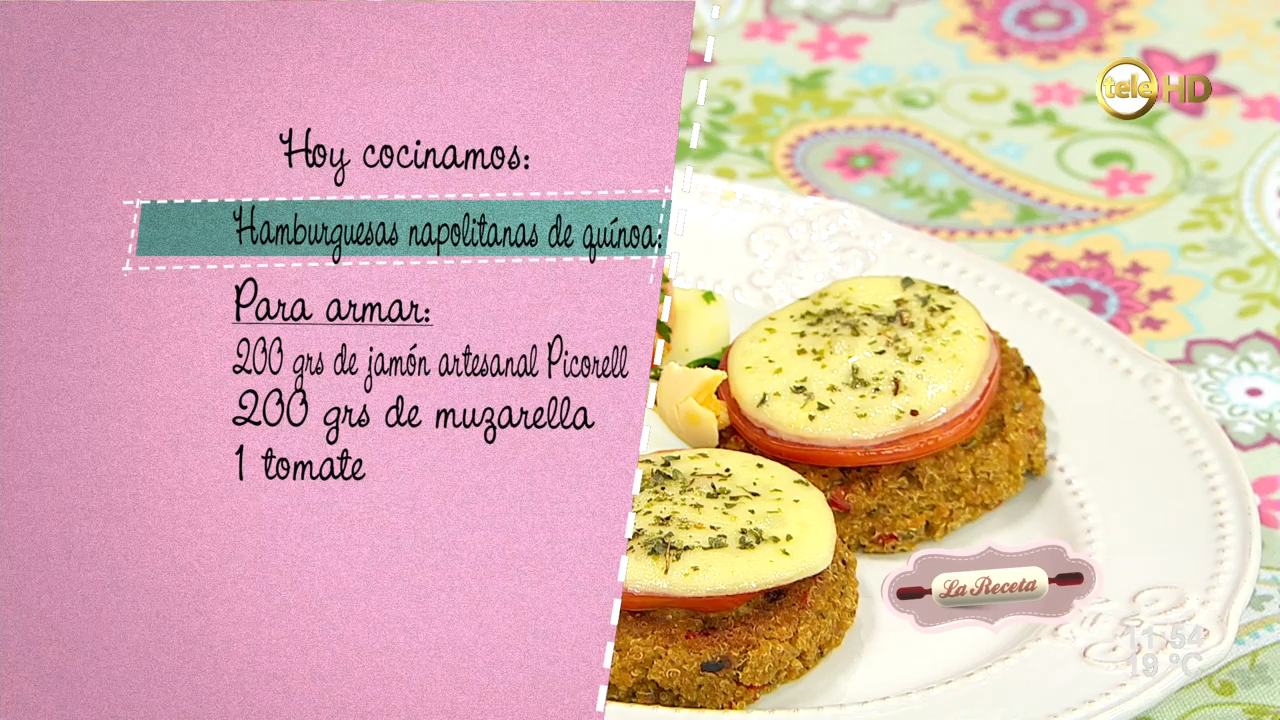 Hoy cocinamos:
Hamburguesas napolitanas de quínoa:
Para armar:
200 grs de jamón artesanal Picorell
200 grs de muzarella
1 tomate
tele HD
La Receta
11 54
19 °C